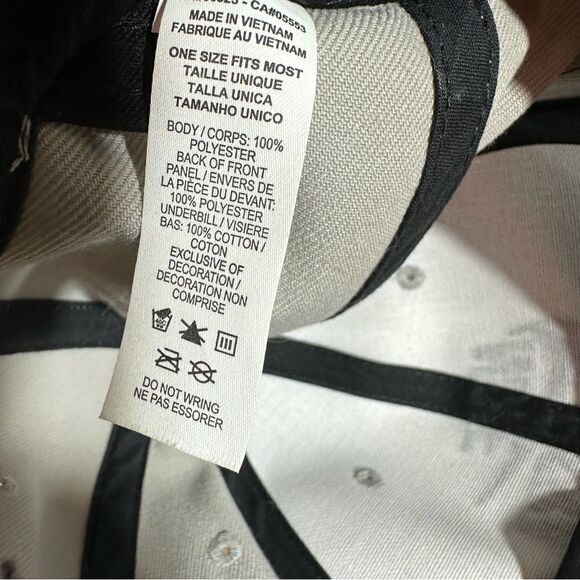 - CA#05553
MADE IN VIETNAM
FABRIQUE AU VIETNAM
ONE SIZE FITS MOST
TAILLE UNIQUE
TALLA UNICA
TAMANHO UNICO
BODY / CORPS: 100%
POLYESTER
BACK OF FRONT
PANEL / ENVERS DE
LA PIÈCE DU DEVANT:
100% POLYESTER
UNDERBILL / VISIERE
BAS: 100% COTTON /
COTON
EXCLUSIVE OF
DECORATION /
DECORATION NON
COMPRISE
DO NOT WRING
NE PAS ESSORER